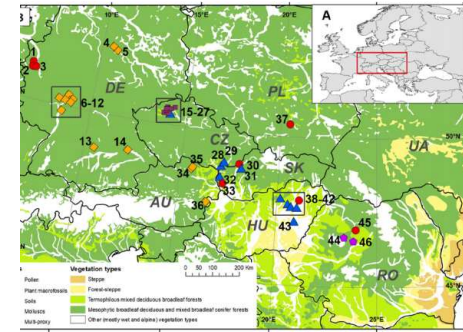 10°E
15°E
20°E
A
B
1
2
3
4
5
DE
6-12
15-27
PL
37
13
14
CZ
28
29
UA
35
34
30
31
SK
32
33
AU
36
38-42
HU
43
45
44
46
RO
45°N
20°E
25°E
0
50
100
200 Km
Vegetation types
Pollen
Steppe
Forest-steppe
Plant macrofossils
Thermophilous mixed deciduous broadleaf forests
Soils
Mesophytic broadleaf deciduous and mixed broadleaf conifer forests
Molluscs
Other (mostly wet and alpine) vegetation types
Multi-proxy